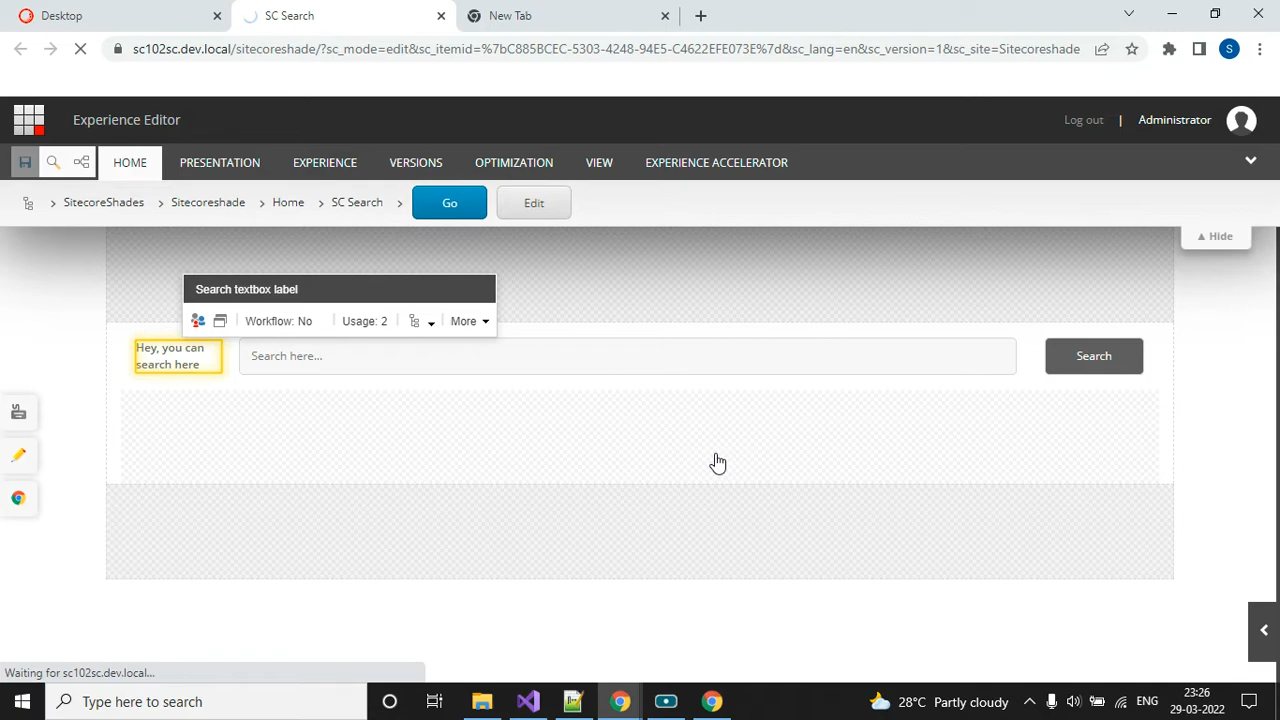 Desktop
SC Search
New Tab
sc102sc.dev.local/sitecoreshade/?sc_mode=edit&sc_itemid=%7bC885BCEC-5303-4248-94E5-C4622EFE073E%7d&sc_lang=en&sc_version=1&sc_site=Sitecoreshade
S
Experience Editor
Log out | Administrator
HOME PRESENTATION EXPERIENCE VERSIONS OPTIMIZATION VIEW EXPERIENCE ACCELERATOR
SitecoreShades Sitecoreshade Home SC Search Go Edit
Hide
Search textbox label
Workflow: No Usage: 2 More
Hey, you can
search here
Search here...
Search
Waiting for sc102sc.dev.local...
Type here to search
28°C Partly cloudy
ENG
23:26
29-03-2022